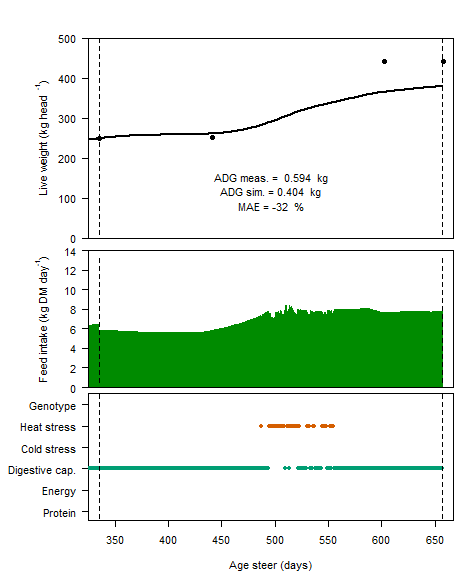 500
400
300
200
100
0
Live weight (kg head ⁻¹)
ADG meas. = 0.594 kg
ADG sim. = 0.404 kg
MAE = -32 %
14
12
10
8
6
4
2
0
Feed intake (kg DM day⁻¹)
Genotype
Heat stress
Cold stress
Digestive cap.
Energy
Protein
350 400 450 500 550 600 650
Age steer (days)